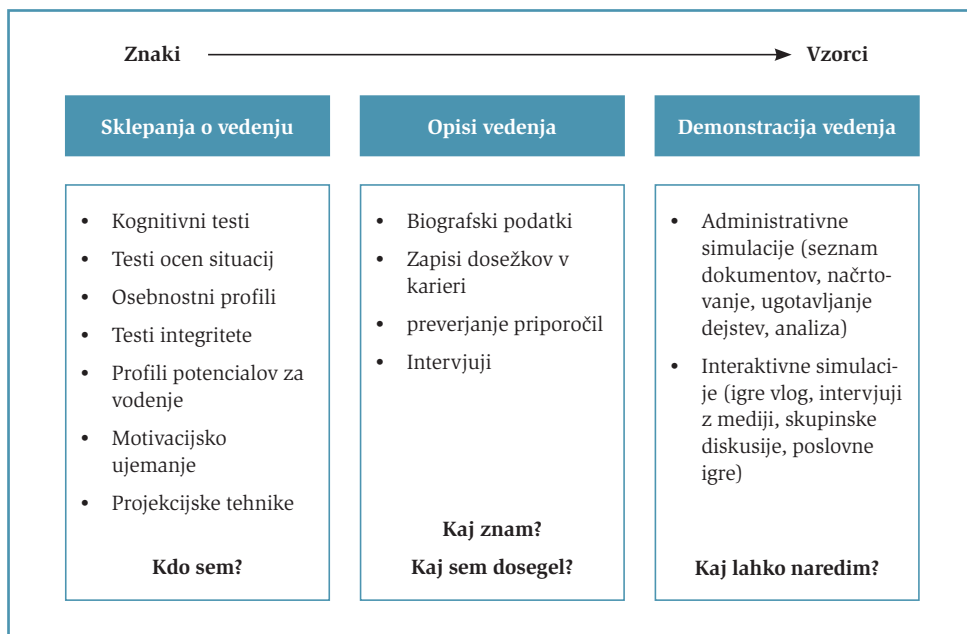 Znaki
Vzorci
Sklepanja o vedenju
• Kognitivni testi
• Testi ocen situacij
• Osebnostni profili
• Testi integritete
• Profili potencialov za
vodenje
• Motivacijsko
ujemanje
• Projekcijske tehnike
Kdo sem?
Opisi vedenja
• Biografski podatki
• Zapisi dosežkov v
karieri
• preverjanje priporočil
• Intervjuji
Kaj znam?
Kaj sem dosegel?
Demonstracija vedenja
• Administrativne
simulacije (seznam
dokumentov, načrto-
vanje, ugotavljanje
dejstev, analiza)
• Interaktivne simulaci-
je (igre vlog, intervjuji
z mediji, skupinske
diskusije, poslovne
igre)
Kaj lahko naredim?